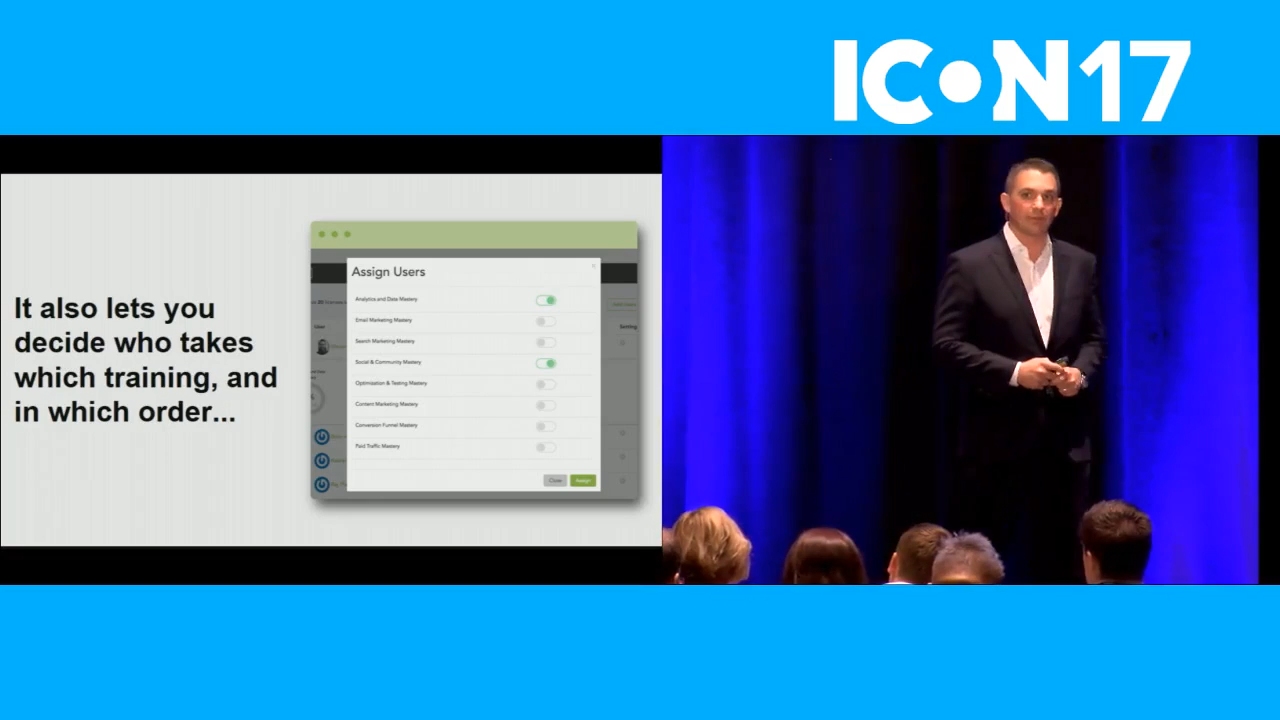 ICON17
It also lets you
decide who takes
which training, and
in which order...
Assign Users
Analytics and Data Mastery
Email Marketing Mastery
Search Marketing Mastery
Social & Community Mastery
Optimization & Testing Mastery
Content Marketing Mastery
Conversion Funnel Mastery
Paid Traffic Mastery
Close
Assign